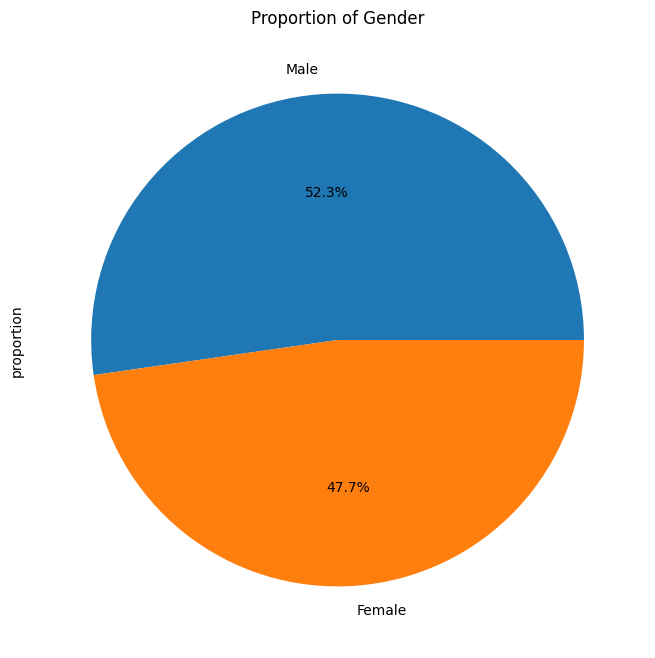 Proportion of Gender
Male
52.3%
proportion
47.7%
Female